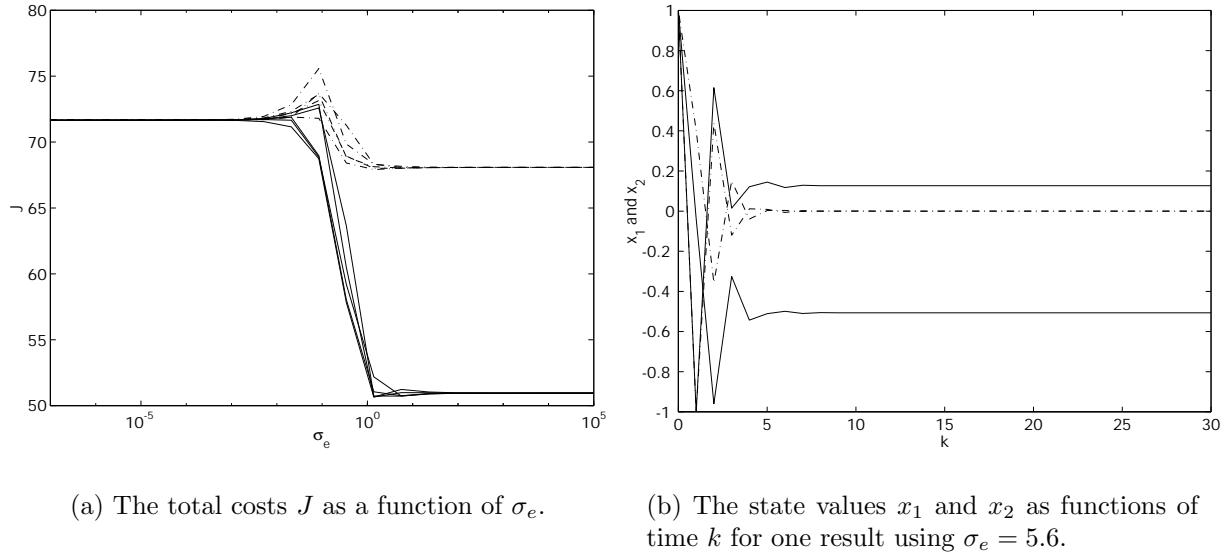 80
75
70
65
60
55
50
J
10^-5
10^0
10^5
σ_e
1
0.8
0.6
0.4
0.2
0
-0.2
-0.4
-0.6
-0.8
-1
x_1 and x_2
0 5 10 15 20 25 30
k
(a) The total costs J as a function of σ_e.
(b) The state values x_1 and x_2 as functions of
time k for one result using σ_e = 5.6.